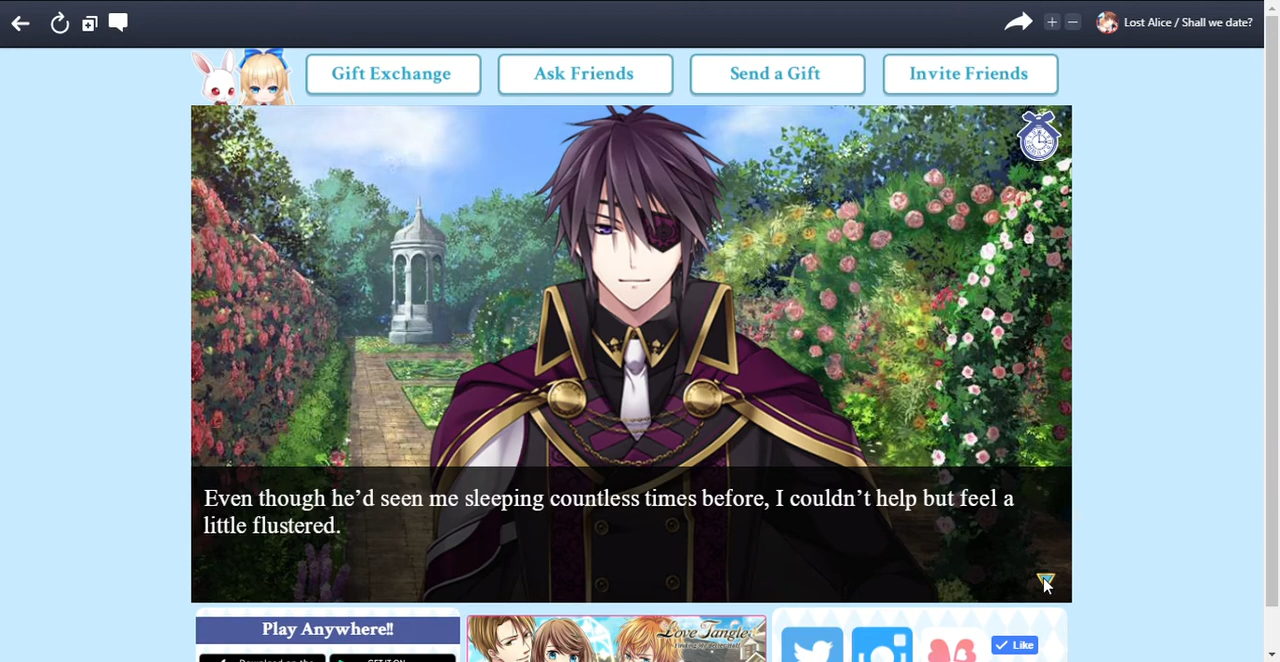 Lost Alice / Shall we date?
Gift Exchange
Ask Friends
Send a Gift
Invite Friends
Even though he’d seen me sleeping countless times before, I couldn’t help but feel a
little flustered.
Play Anywhere!!
Love Tangle
Like